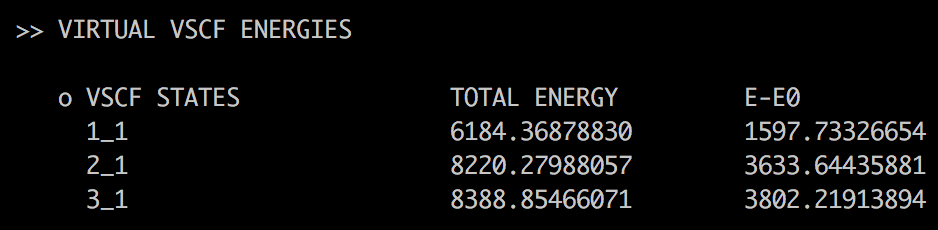 >> VIRTUAL VSCF ENERGIES
o VSCF STATES TOTAL ENERGY E-E0
1_1 6184.36878830 1597.73326654
2_1 8220.27988057 3633.64435881
3_1 8388.85466071 3802.21913894